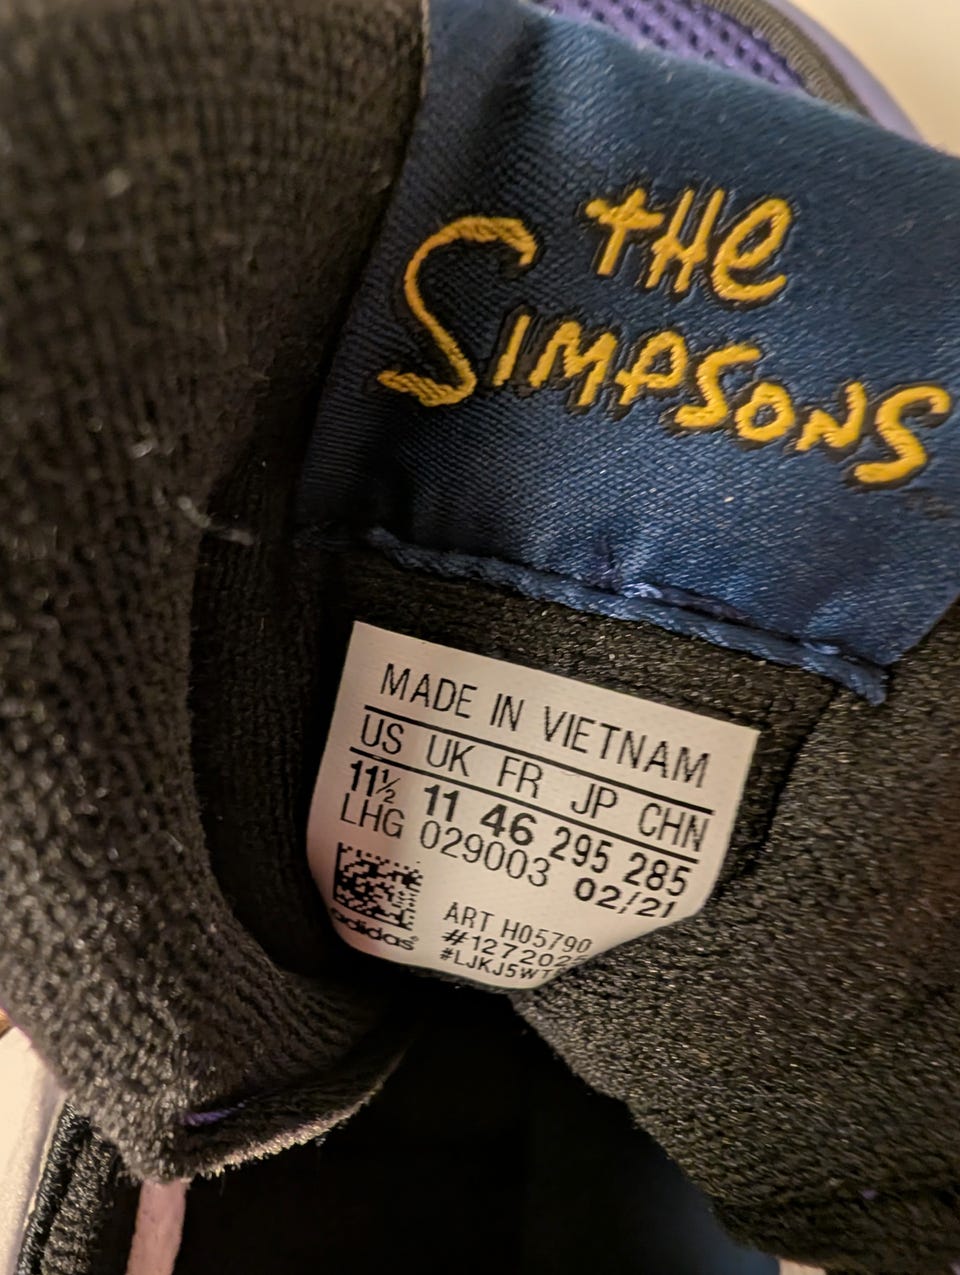 tHe
SIMPSONS
MADE IN VIETNAM
US UK FR JP CHN
11½ 11 46 295 285
LHG 029003 02/21
ART H05790
adidas